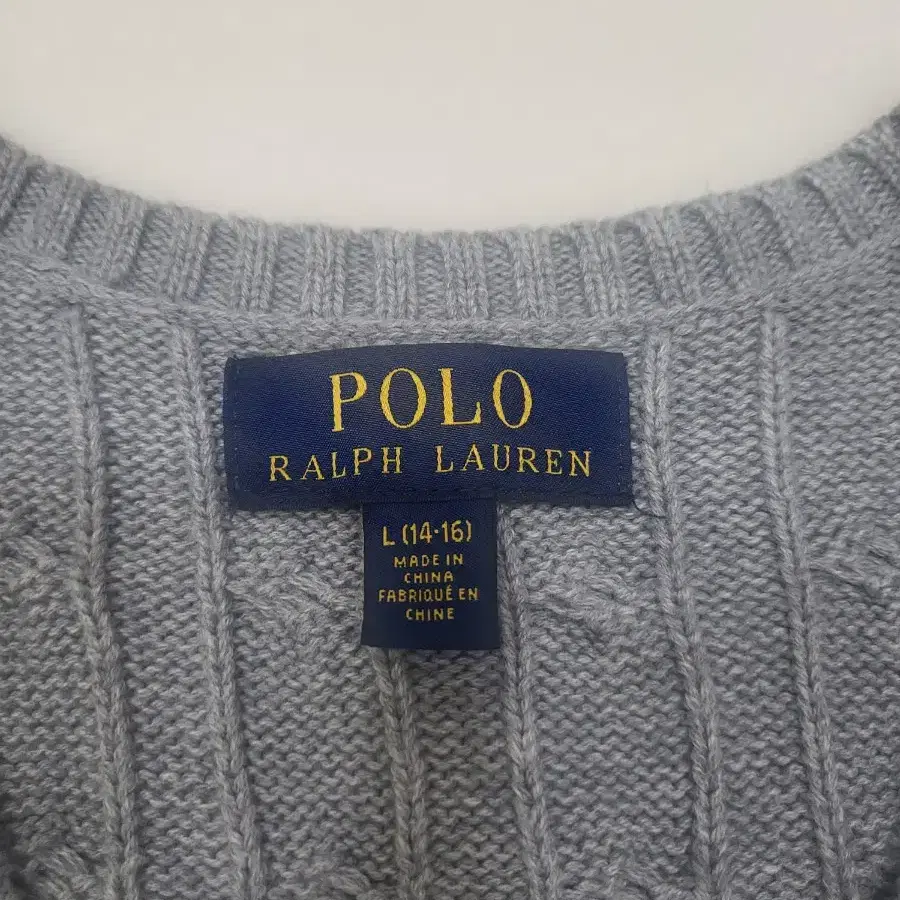 POLO
RALPH LAUREN
L (14·16)
MADE IN
CHINA
FABRIQUÉ EN
CHINE